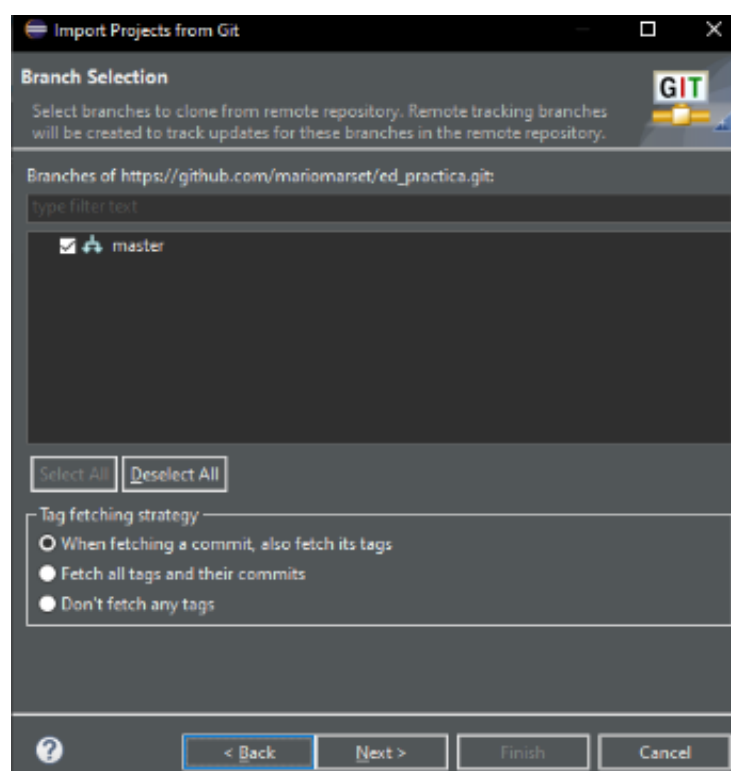 Import Projects from Git
Branch Selection
GIT
Select branches to clone from remote repository. Remote tracking branches
will be created to track updates for these branches in the remote repository.
Branches of https://github.com/mariomarset/ed_practica.git:
type filter text
master
Select All Deselect All
Tag fetching strategy
When fetching a commit, also fetch its tags
Fetch all tags and their commits
Don't fetch any tags
? < Back Next > Finish Cancel